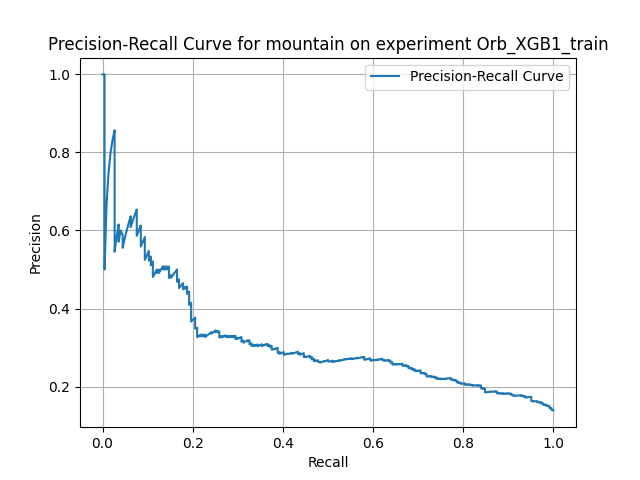 Precision-Recall Curve for mountain on experiment Orb_XGB1_train
Precision-Recall Curve
1.0
0.8
0.6
0.4
0.2
Precision
0.0 0.2 0.4 0.6 0.8 1.0
Recall